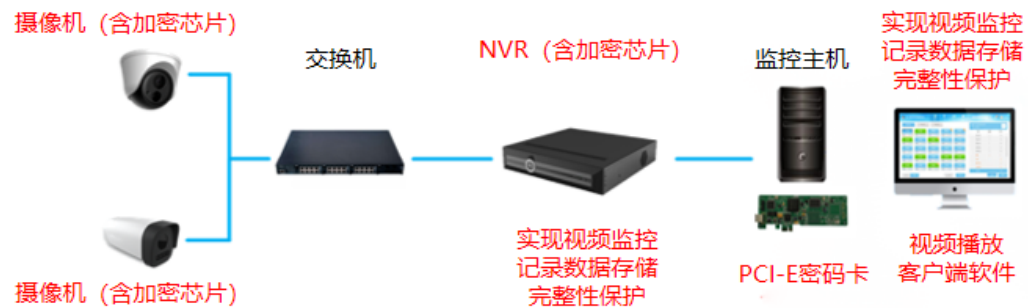 摄像机（含加密芯片）
交换机
NVR（含加密芯片）
监控主机
实现视频监控
记录数据存储
完整性保护
实现视频监控
记录数据存储
完整性保护
PCI-E密码卡
视频播放
客户端软件
摄像机（含加密芯片）